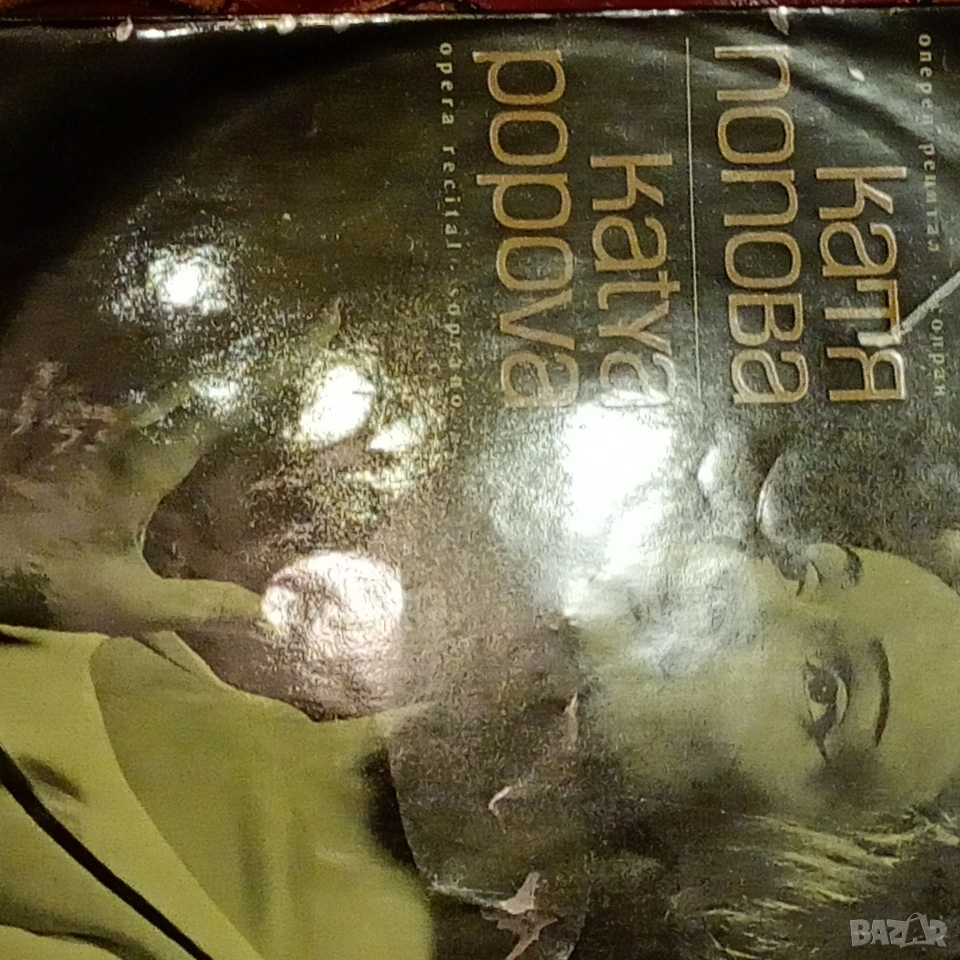 оперен рецитал · сопран
катя
попова
katya
popova
opera recital · soprano
BAZAR